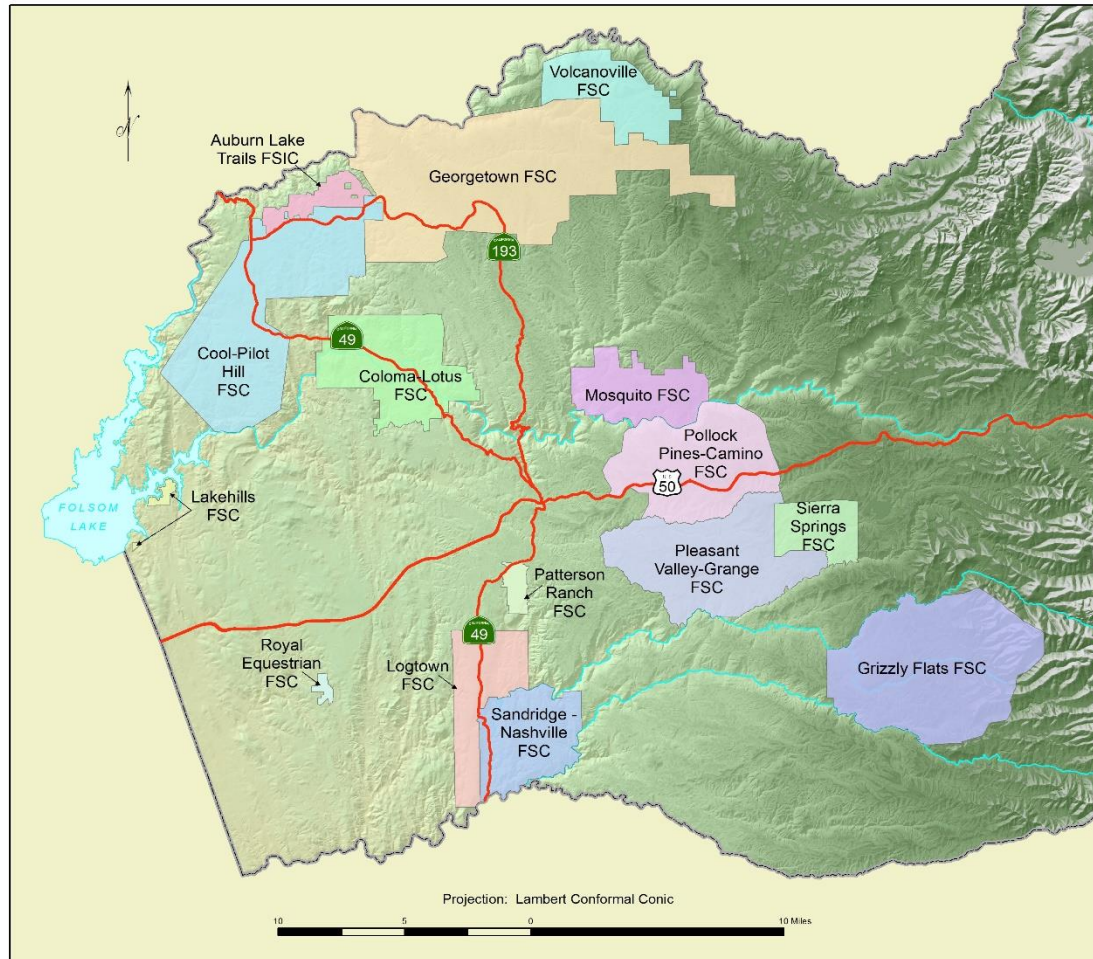 Volcanoville
FSC
Auburn Lake
Trails FSIC
Georgetown FSC
CALIFORNIA
193
CALIFORNIA
49
Cool-Pilot
Hill
FSC
Coloma-Lotus
FSC
Mosquito FSC
Pollock
Pines-Camino
FSC
U S
50
Lakehills
FSC
FOLSOM
LAKE
Sierra
Springs
FSC
Pleasant
Valley-Grange
FSC
Patterson
Ranch
FSC
CALIFORNIA
49
Royal
Equestrian
FSC
Logtown
FSC
Grizzly Flats FSC
Sandridge -
Nashville
FSC
Projection: Lambert Conformal Conic
10 5 0 10 Miles